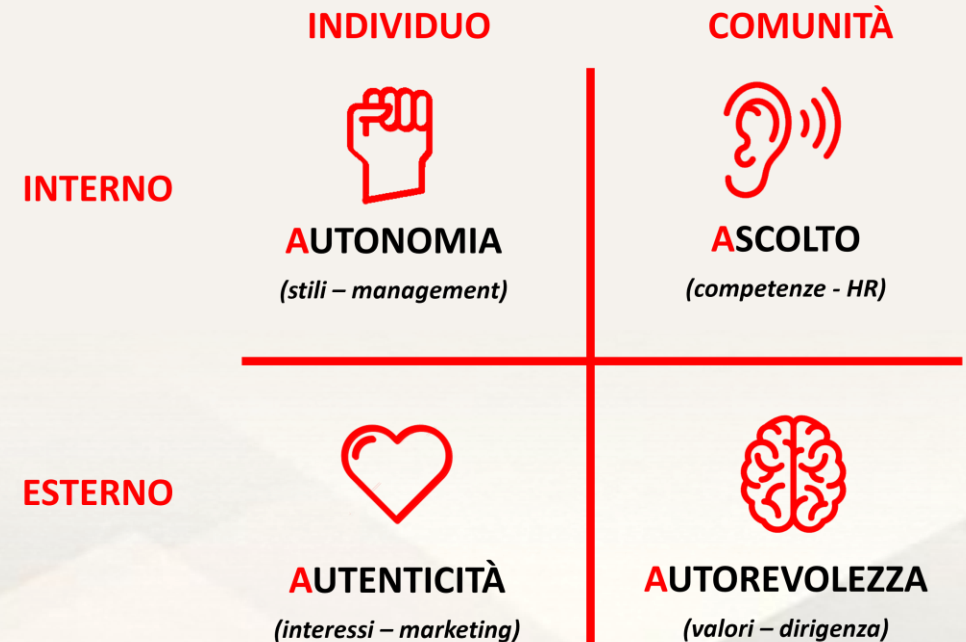 INDIVIDUO
COMUNITÀ
INTERNO
AUTONOMIA
(stili – management)
ASCOLTO
(competenze - HR)
ESTERNO
AUTENTICITÀ
(interessi – marketing)
AUTOREVOLEZZA
(valori – dirigenza)